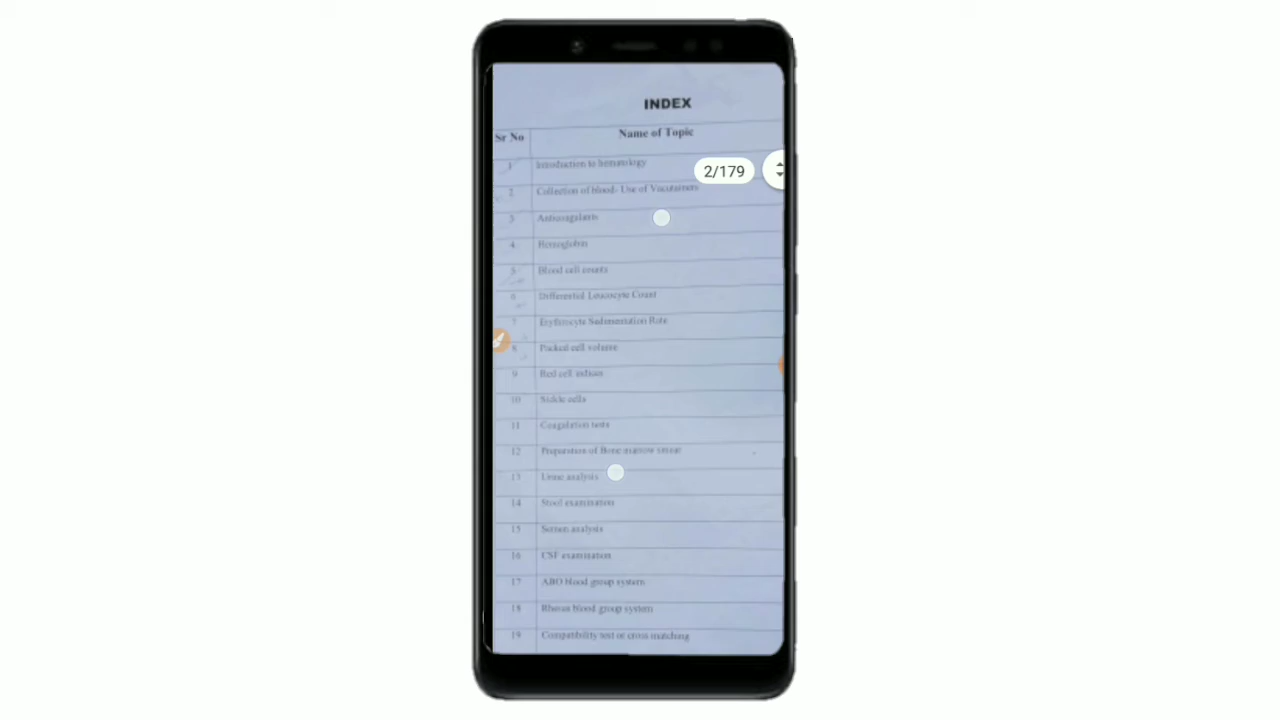 INDEX
Sr No Name of Topic
1 Introduction to hematology
2/179
2 Collection of blood- Use of Vacutainers
3 Anticoagulants
4 Hemoglobin
5 Blood cell counts
6 Differential Leucocyte Count
7 Erythrocyte Sedimentation Rate
8 Packed cell volume
9 Red cell indices
10 Sickle cells
11 Coagulation tests
12 Preparation of Bone marrow smear
13 Urine analysis
14 Stool examination
15 Semen analysis
16 CSF examination
17 ABO blood group system
18 Rhesus blood group system
19 Compatibility test or cross matching